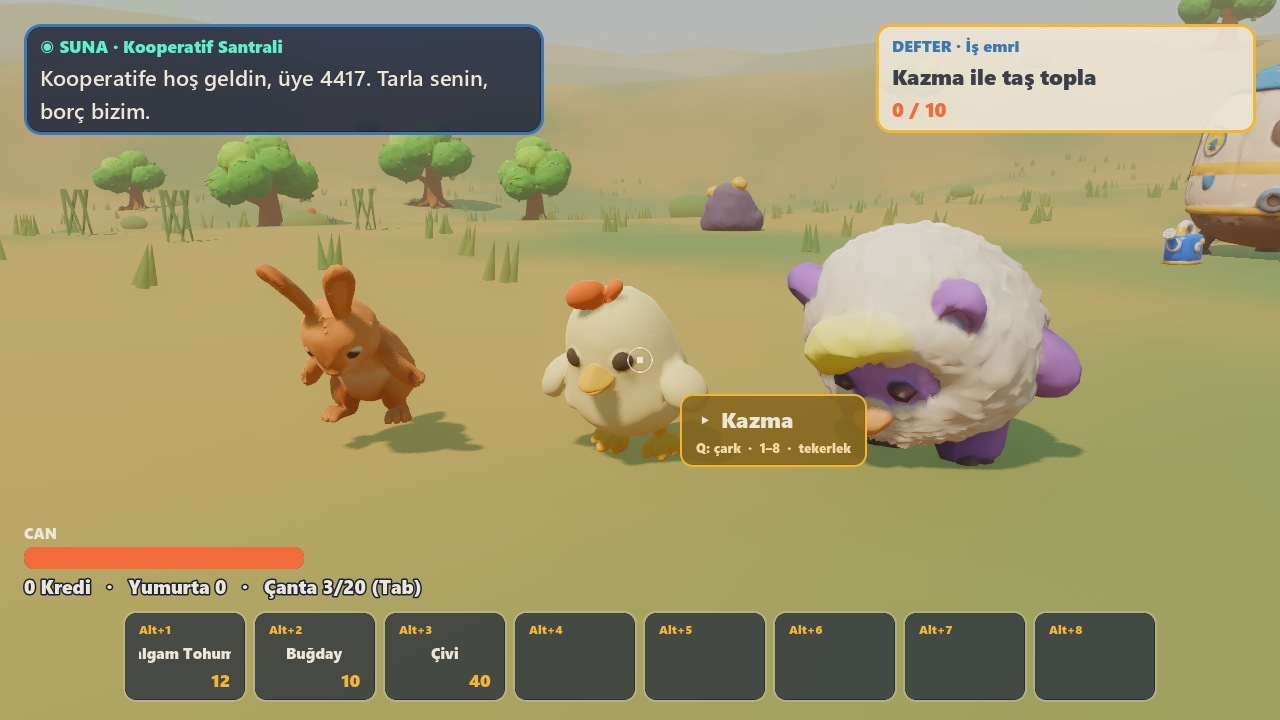 ◉ SUNA · Kooperatif Santrali
Kooperatife hoş geldin, üye 4417. Tarla senin,
borç bizim.
DEFTER · İş emri
Kazma ile taş topla
0 / 10
Kazma
Q: çark · 1–8 · tekerlek
CAN
0 Kredi · Yumurta 0 · Çanta 3/20 (Tab)
Alt+1
lgam Tohum
12
Alt+2
Buğday
10
Alt+3
Çivi
40
Alt+4
Alt+5
Alt+6
Alt+7
Alt+8